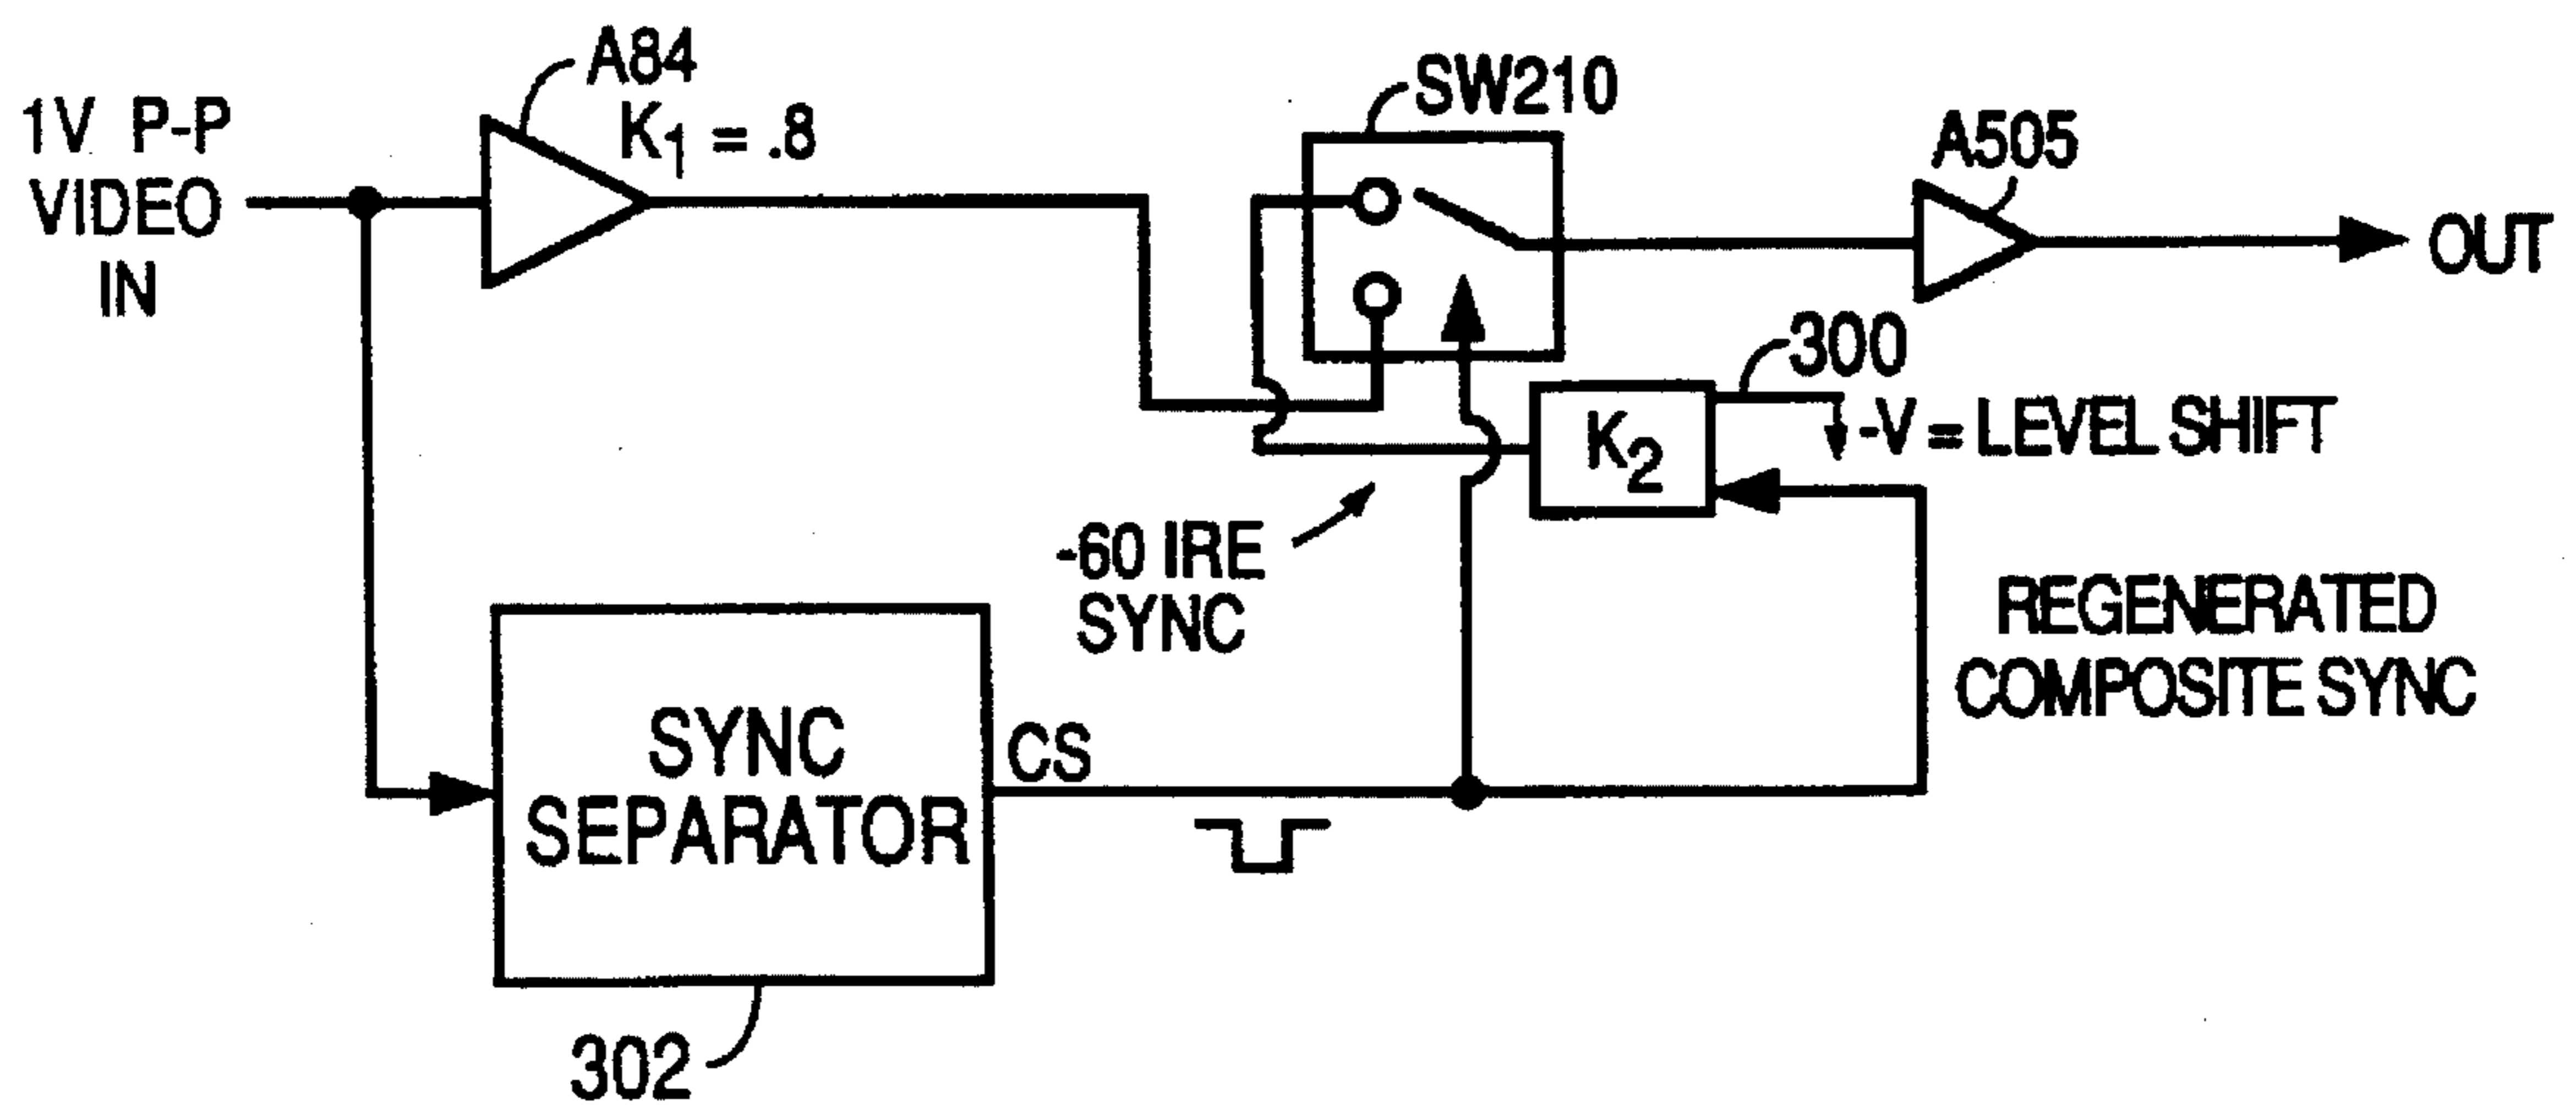 1V P-P
VIDEO
IN
A84
K1 = .8
SW210
A505
OUT
300
K2
-V = LEVEL SHIFT
-60 IRE
SYNC
REGENERATED
COMPOSITE SYNC
SYNC
SEPARATOR
CS
302